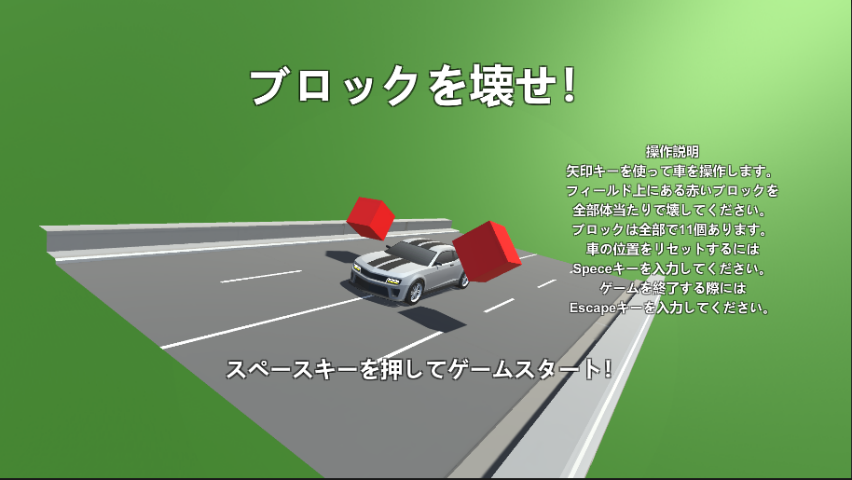 ブロックを壊せ!
操作説明
矢印キーを使って車を操作します。
フィールド上にある赤いブロックを
全部体当たりで壊してください。
ブロックは全部で11個あります。
車の位置をリセットするには
Speceキーを入力してください。
ゲームを終了する際には
Escapeキーを入力してください。
スペースキーを押してゲームスタート!